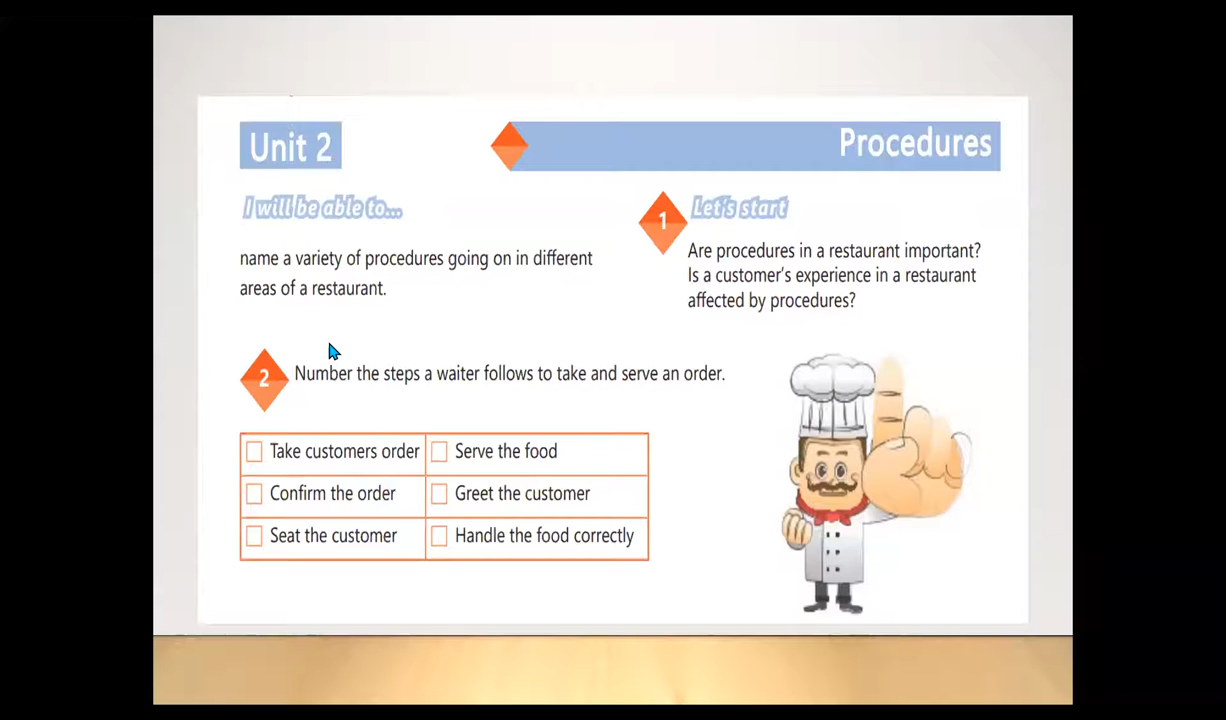 Unit 2
Procedures
I will be able to...
name a variety of procedures going on in different
areas of a restaurant.
1
Let's start
Are procedures in a restaurant important?
Is a customer's experience in a restaurant
affected by procedures?
2
Number the steps a waiter follows to take and serve an order.
Take customers order
Serve the food
Confirm the order
Greet the customer
Seat the customer
Handle the food correctly